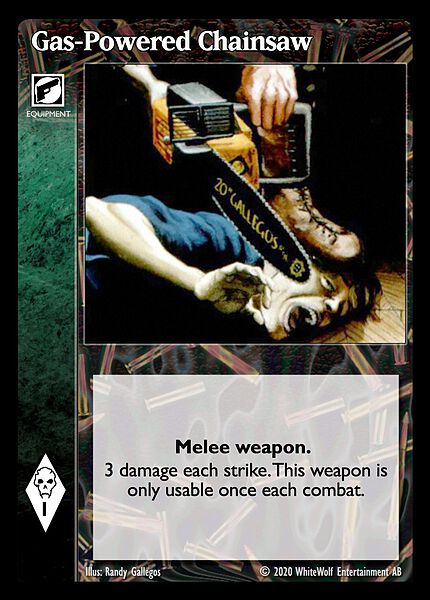 Gas-Powered Chainsaw
EQUIPMENT
20" GALLEGOS
Melee weapon.
3 damage each strike.This weapon is
only usable once each combat.
1
Illus: Randy Gallegos
© 2020 WhiteWolf Entertainment AB